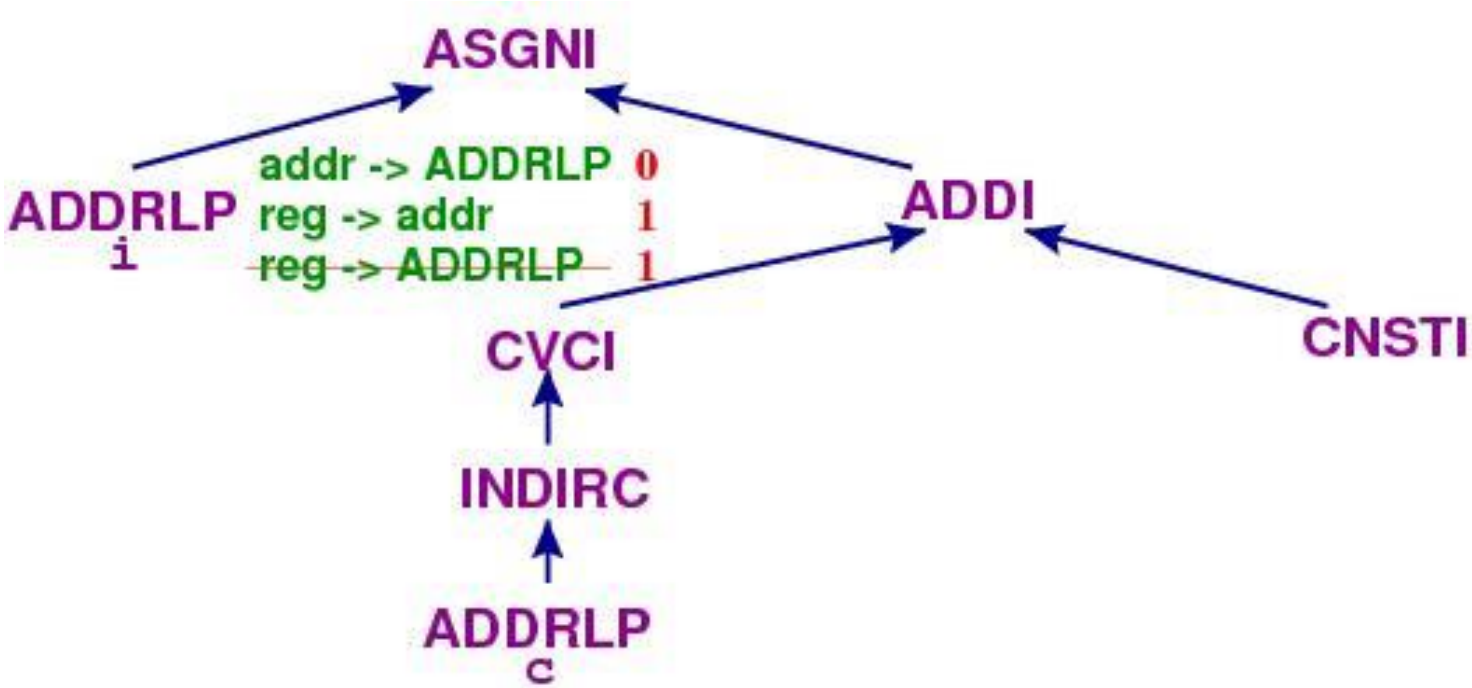 ASGNI
addr -> ADDRLP 0
ADDRLP reg -> addr 1
ADDI
i reg -> ADDRLP 1
CVCI
CNSTI
INDIRC
ADDRLP
c